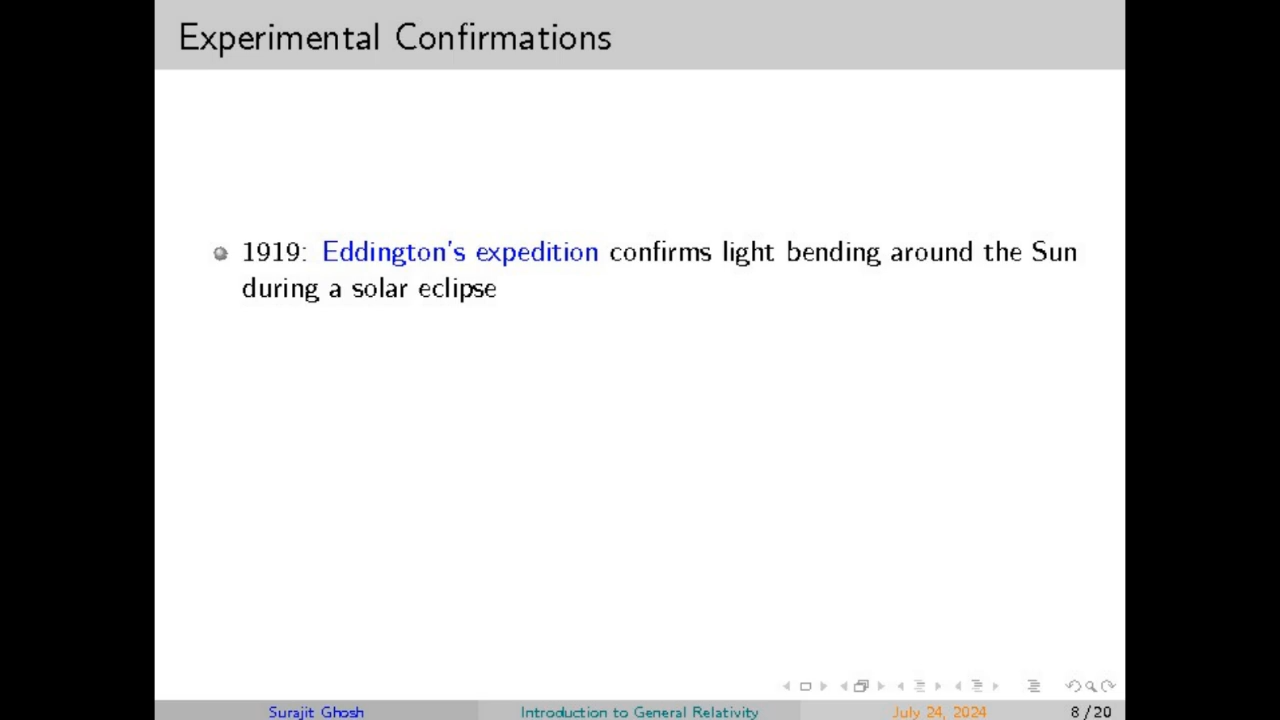 Experimental Confirmations
1919: Eddington's expedition confirms light bending around the Sun
during a solar eclipse
Surajit Ghosh Introduction to General Relativity July 24, 2024 8 / 20